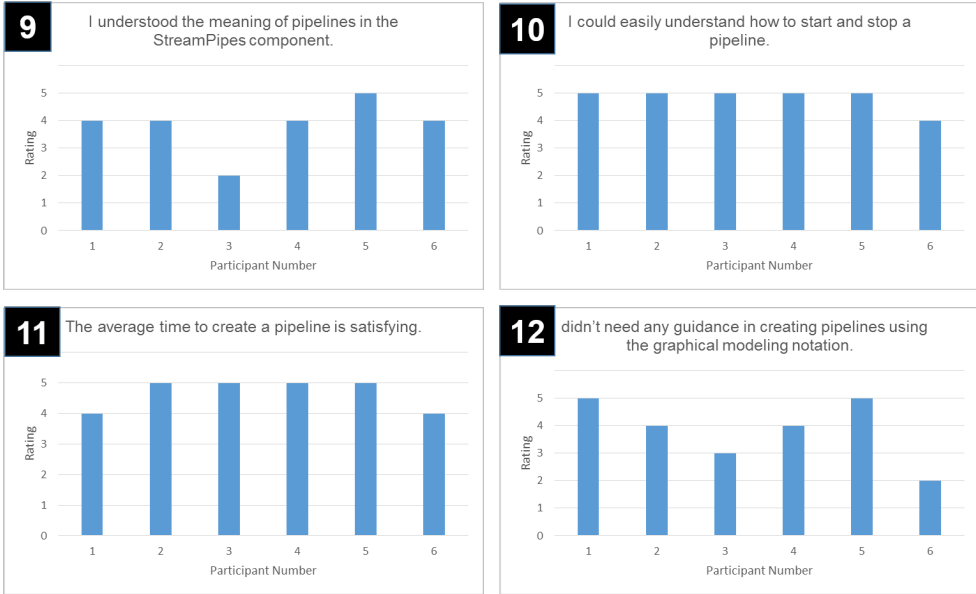 9
I understood the meaning of pipelines in the
StreamPipes component.
5
4
3
2
1
0
Rating
1 2 3 4 5 6
Participant Number
10
I could easily understand how to start and stop a
pipeline.
5
4
3
2
1
0
Rating
1 2 3 4 5 6
Participant Number
11
The average time to create a pipeline is satisfying.
5
4
3
2
1
0
Rating
1 2 3 4 5 6
Participant Number
12
didn't need any guidance in creating pipelines using
the graphical modeling notation.
5
4
3
2
1
0
Rating
1 2 3 4 5 6
Participant Number